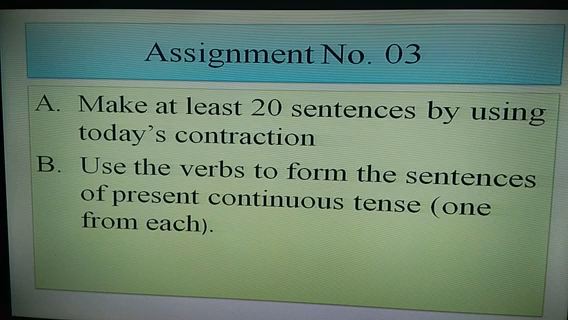 Assignment No. 03
A. Make at least 20 sentences by using
today's contraction
B. Use the verbs to form the sentences
of present continuous tense (one
from each).